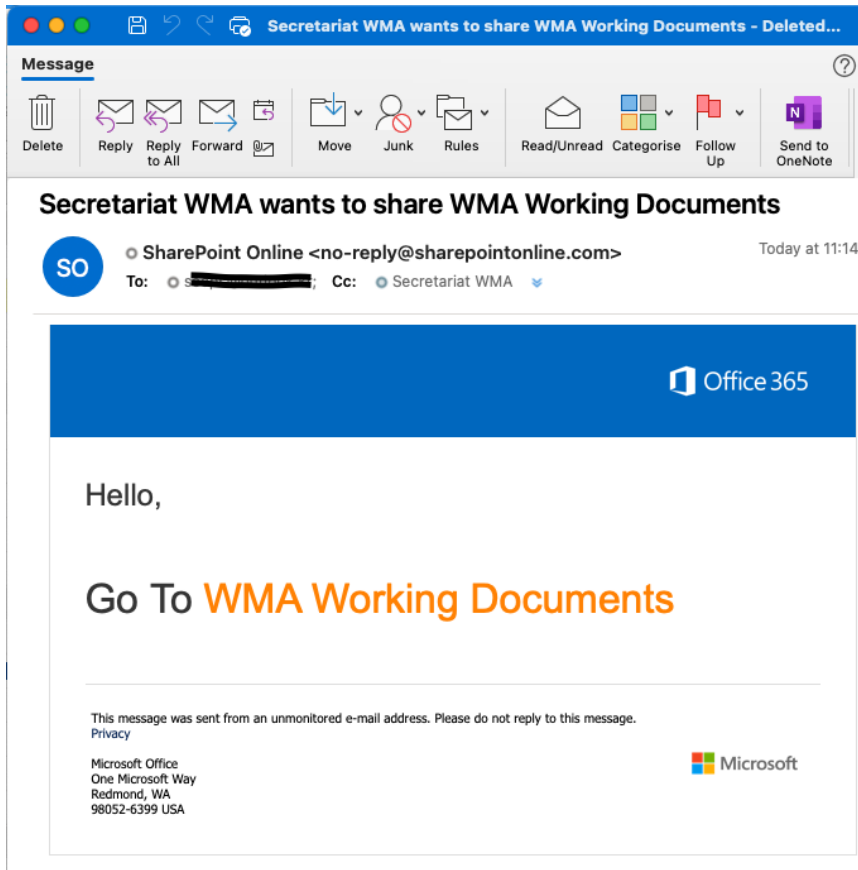 Secretariat WMA wants to share WMA Working Documents - Deleted...
Message
?
Delete
Reply
Reply to All
Forward
Move
Junk
Rules
Read/Unread
Categorise
Follow Up
N
Send to OneNote
Secretariat WMA wants to share WMA Working Documents
SO
SharePoint Online <no-reply@sharepointonline.com>
Today at 11:14
To: ; Cc: Secretariat WMA
Office 365
Hello,
Go To WMA Working Documents
This message was sent from an unmonitored e-mail address. Please do not reply to this message.
Privacy
Microsoft Office
One Microsoft Way
Redmond, WA
98052-6399 USA
Microsoft